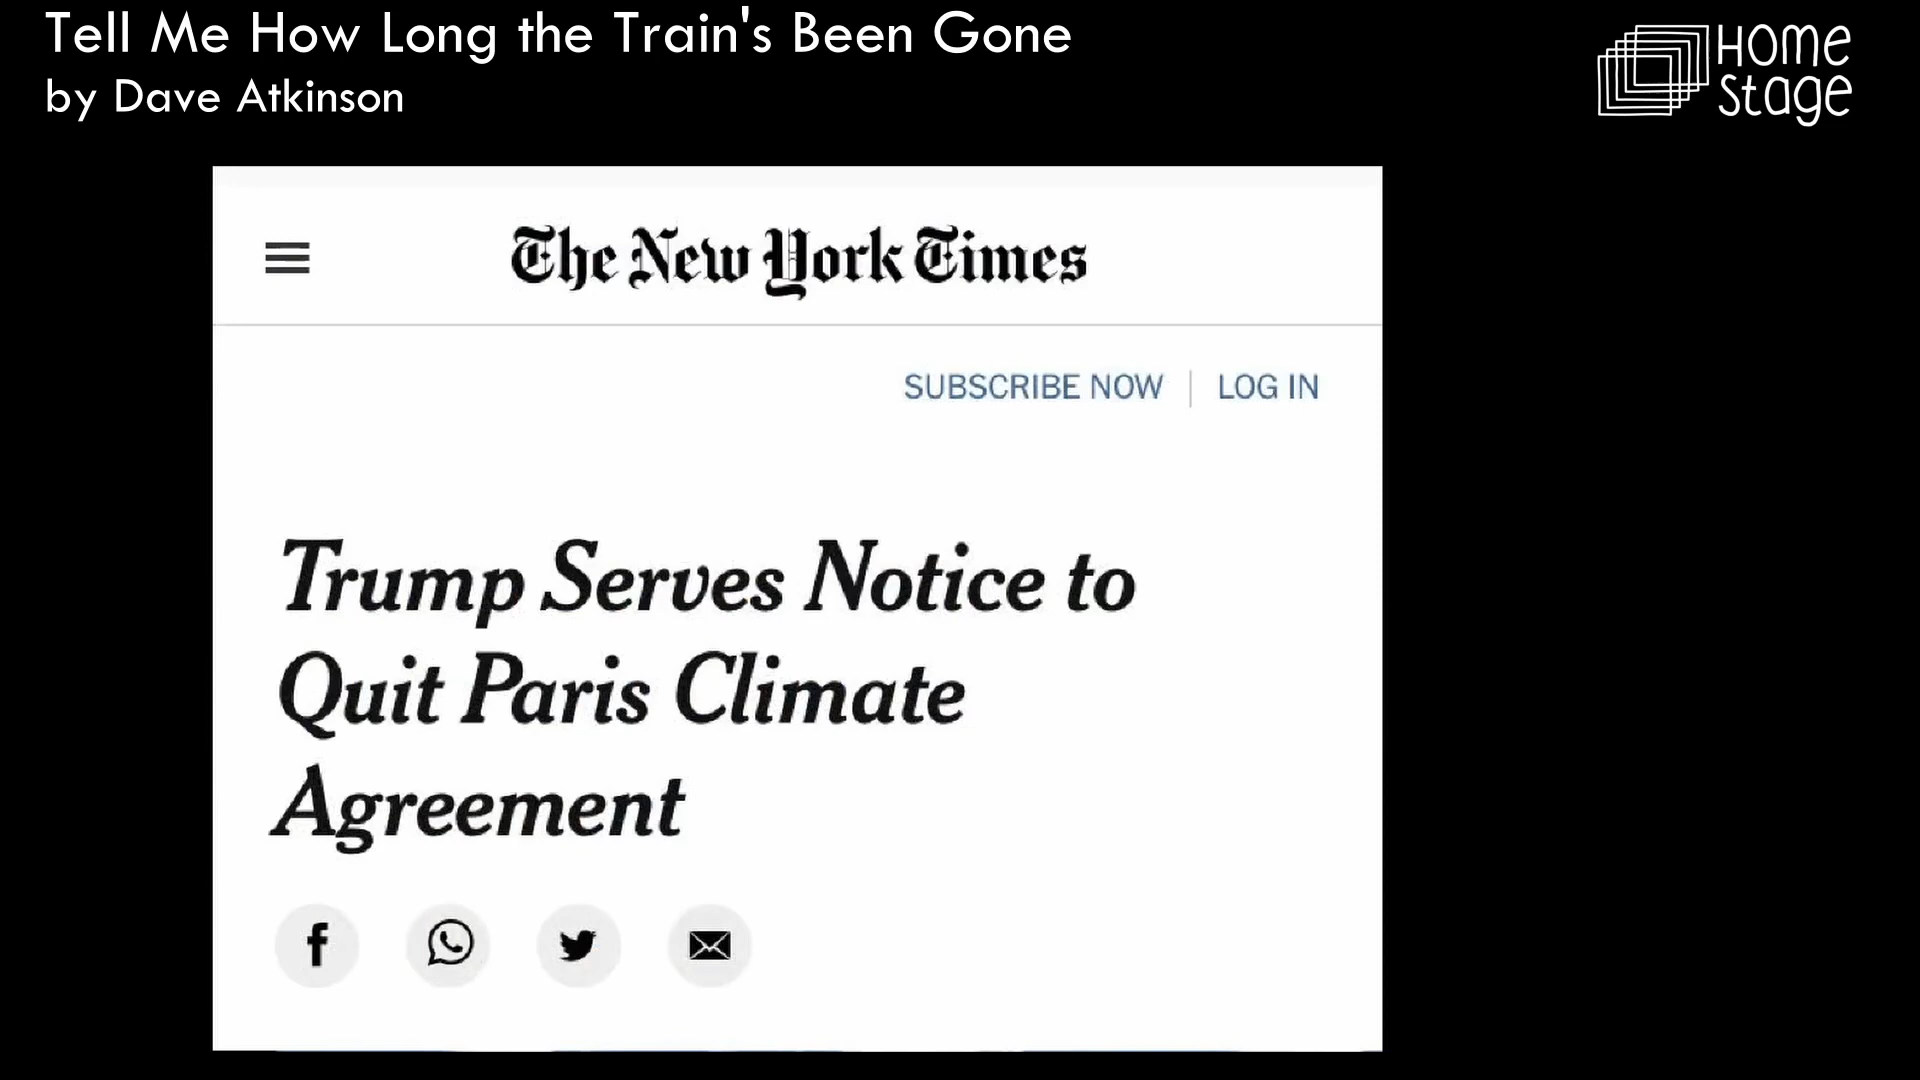 Tell Me How Long the Train's Been Gone
by Dave Atkinson
Home
Stage
The New York Times
SUBSCRIBE NOW | LOG IN
Trump Serves Notice to
Quit Paris Climate
Agreement